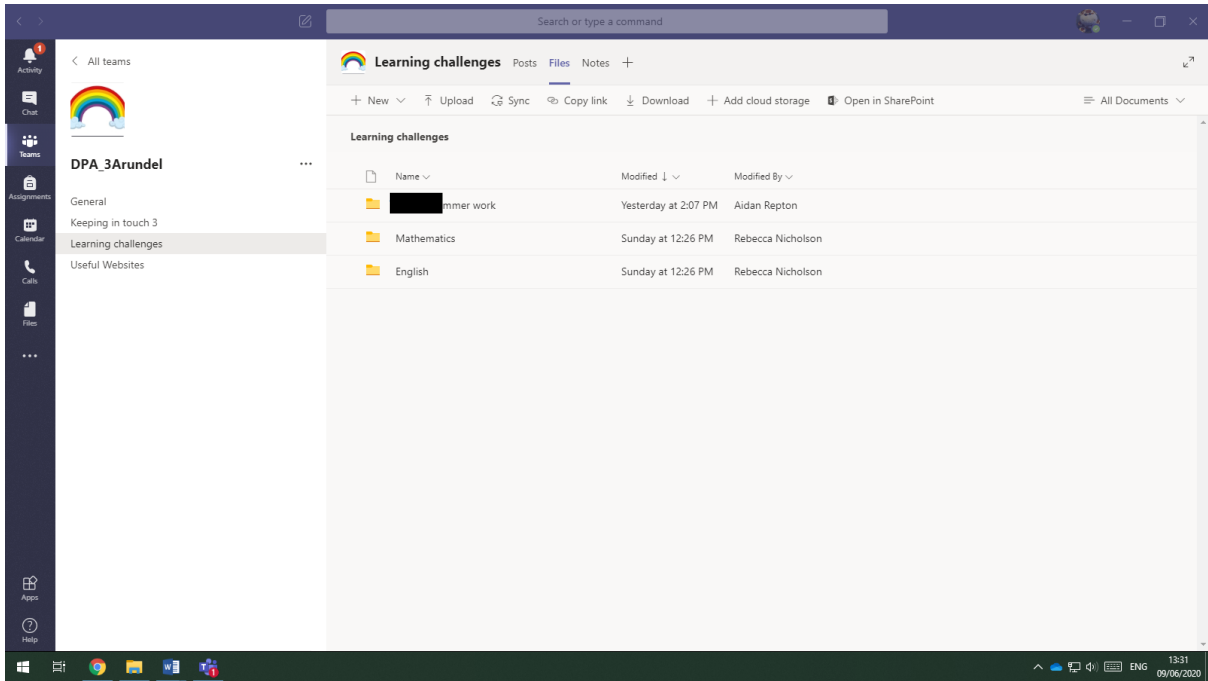 Search or type a command
1
Activity
Chat
Teams
Assignments
Calendar
Calls
Files
Apps
Help
All teams
DPA_3Arundel
General
Keeping in touch 3
Learning challenges
Useful Websites
Learning challenges Posts Files Notes
New Upload Sync Copy link Download Add cloud storage Open in SharePoint All Documents
Learning challenges
Name Modified Modified By
mmer work Yesterday at 2:07 PM Aidan Repton
Mathematics Sunday at 12:26 PM Rebecca Nicholson
English Sunday at 12:26 PM Rebecca Nicholson
ENG 13:31
09/06/2020